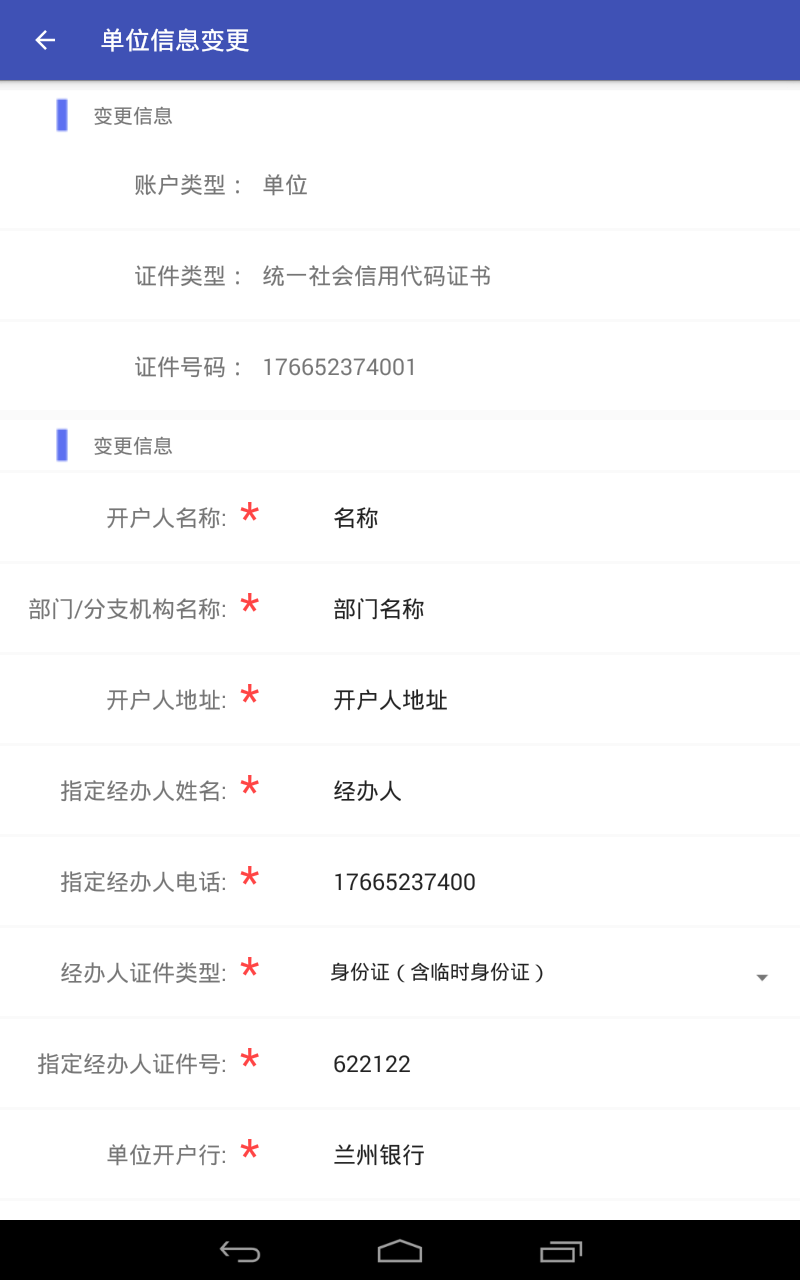 单位信息变更
变更信息
账户类型： 单位
证件类型： 统一社会信用代码证书
证件号码： 176652374001
变更信息
开户人名称: * 名称
部门/分支机构名称: * 部门名称
开户人地址: * 开户人地址
指定经办人姓名: * 经办人
指定经办人电话: * 17665237400
经办人证件类型: * 身份证（含临时身份证）
指定经办人证件号: * 622122
单位开户行: * 兰州银行